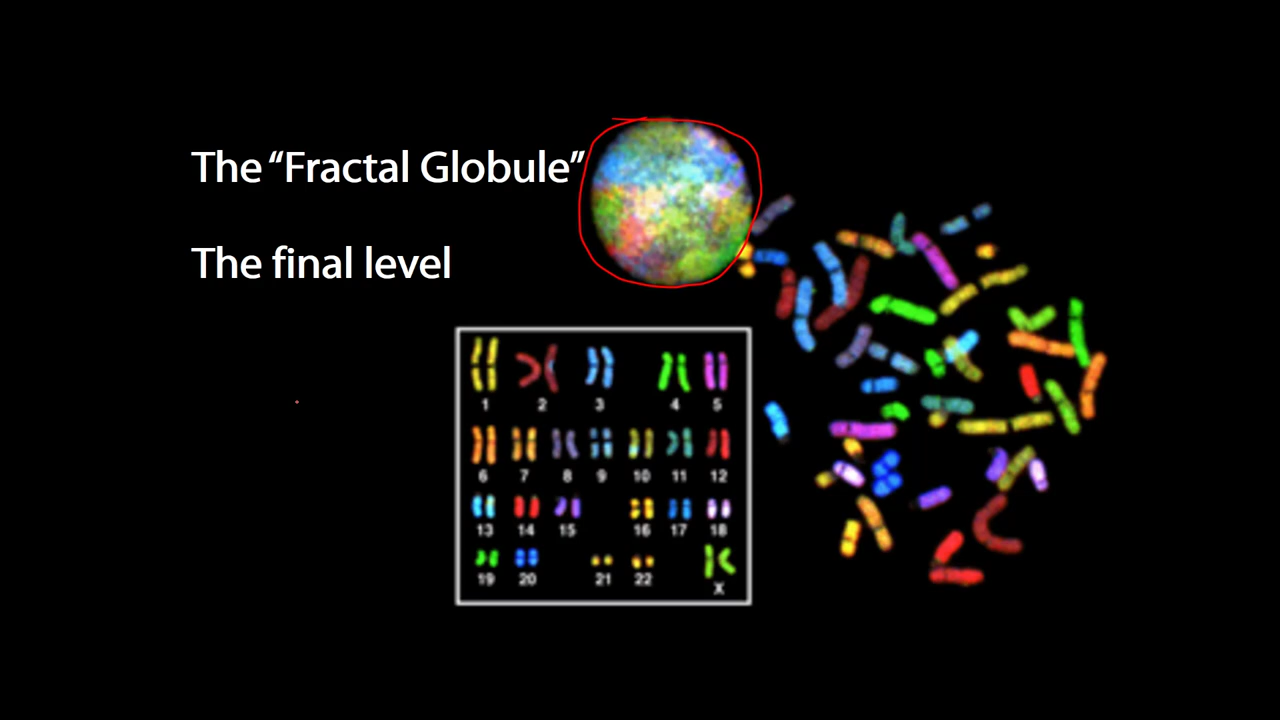 The “Fractal Globule”
The final level
1 2 3 4 5
6 7 8 9 10 11 12
13 14 15 16 17 18
19 20 21 22 X